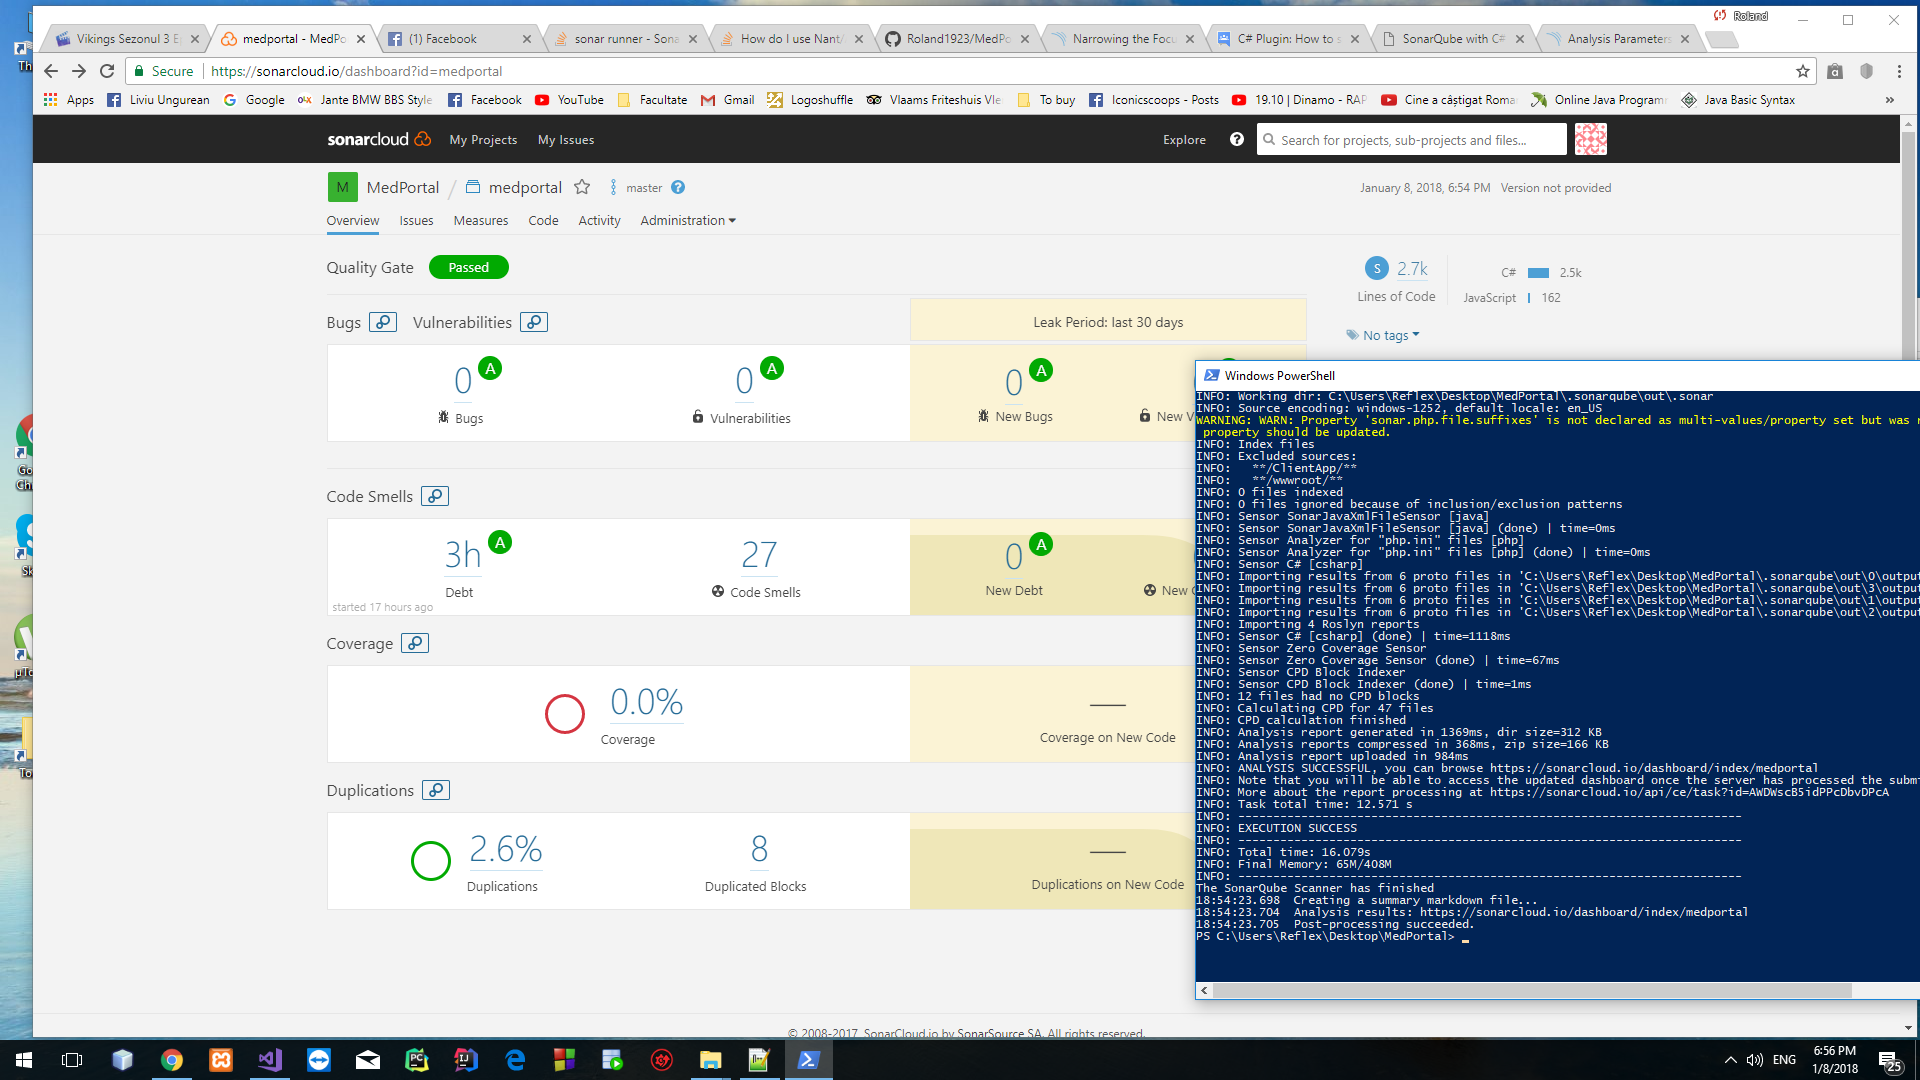 Vikings Sezonul 3 E
medportal - MedPo
(1) Facebook
sonar runner - Sona
How do I use Nant/A
Roland1923/MedPo
Narrowing the Focu
C# Plugin: How to s
SonarQube with C#
Analysis Parameters
Roland
Secure
https://sonarcloud.io/dashboard?id=medportal
Apps
Liviu Ungurean
Google
Jante BMW BBS Style
Facebook
YouTube
Facultate
Gmail
Logoshuffle
Vlaams Friteshuis Vle
To buy
Iconicscoops - Posts
19.10 | Dinamo - RAP
Cine a câștigat Roma
Online Java Program
Java Basic Syntax
»
sonarcloud
My Projects
My Issues
Explore
Search for projects, sub-projects and files...
M
MedPortal / medportal
master
January 8, 2018, 6:54 PM Version not provided
Overview
Issues
Measures
Code
Activity
Administration
Quality Gate
Passed
S
2.7k
Lines of Code
C# 2.5k
JavaScript 162
No tags
Bugs
Vulnerabilities
Leak Period: last 30 days
0 A
Bugs
0 A
Vulnerabilities
0 A
New Bugs
New V
Code Smells
3h A
Debt
started 17 hours ago
27
Code Smells
0 A
New Debt
New
Coverage
0.0%
Coverage
—
Coverage on New Code
Duplications
2.6%
Duplications
8
Duplicated Blocks
—
Duplications on New Code
© 2008-2017, SonarCloud.io by SonarSource SA. All rights reserved.
Windows PowerShell
INFO: Working dir: C:\Users\Reflex\Desktop\MedPortal\.sonarqube\out\.sonar
INFO: Source encoding: windows-1252, default locale: en_US
WARNING: WARN: Property 'sonar.php.file.suffixes' is not declared as multi-values/property set but was r
property should be updated.
INFO: Index files
INFO: Excluded sources:
INFO:   **/ClientApp/**
INFO:   **/wwwroot/**
INFO: 0 files indexed
INFO: 0 files ignored because of inclusion/exclusion patterns
INFO: Sensor SonarJavaXmlFileSensor [java]
INFO: Sensor SonarJavaXmlFileSensor [java] (done) | time=0ms
INFO: Sensor Analyzer for "php.ini" files [php]
INFO: Sensor Analyzer for "php.ini" files [php] (done) | time=0ms
INFO: Sensor C# [csharp]
INFO: Importing results from 6 proto files in 'C:\Users\Reflex\Desktop\MedPortal\.sonarqube\out\0\output
INFO: Importing results from 6 proto files in 'C:\Users\Reflex\Desktop\MedPortal\.sonarqube\out\3\output
INFO: Importing results from 6 proto files in 'C:\Users\Reflex\Desktop\MedPortal\.sonarqube\out\1\output
INFO: Importing results from 6 proto files in 'C:\Users\Reflex\Desktop\MedPortal\.sonarqube\out\2\output
INFO: Importing 4 Roslyn reports
INFO: Sensor C# [csharp] (done) | time=1118ms
INFO: Sensor Zero Coverage Sensor
INFO: Sensor Zero Coverage Sensor (done) | time=67ms
INFO: Sensor CPD Block Indexer
INFO: Sensor CPD Block Indexer (done) | time=1ms
INFO: 12 files had no CPD blocks
INFO: Calculating CPD for 47 files
INFO: CPD calculation finished
INFO: Analysis report generated in 1369ms, dir size=312 KB
INFO: Analysis reports compressed in 368ms, zip size=166 KB
INFO: Analysis report uploaded in 984ms
INFO: ANALYSIS SUCCESSFUL, you can browse https://sonarcloud.io/dashboard/index/medportal
INFO: Note that you will be able to access the updated dashboard once the server has processed the submi
INFO: More about the report processing at https://sonarcloud.io/api/ce/task?id=AWDWscB5idPPcDbvDPcA
INFO: Task total time: 12.571 s
INFO: ------------------------------------------------------------------------
INFO: EXECUTION SUCCESS
INFO: ------------------------------------------------------------------------
INFO: Total time: 16.079s
INFO: Final Memory: 65M/408M
INFO: ------------------------------------------------------------------------
The SonarQube Scanner has finished
18:54:23.698  Creating a summary markdown file...
18:54:23.704  Analysis results: https://sonarcloud.io/dashboard/index/medportal
18:54:23.705  Post-processing succeeded.
PS C:\Users\Reflex\Desktop\MedPortal>
Th
Go
Ch
Sk
µTo
To
ENG
6:56 PM
1/8/2018
25